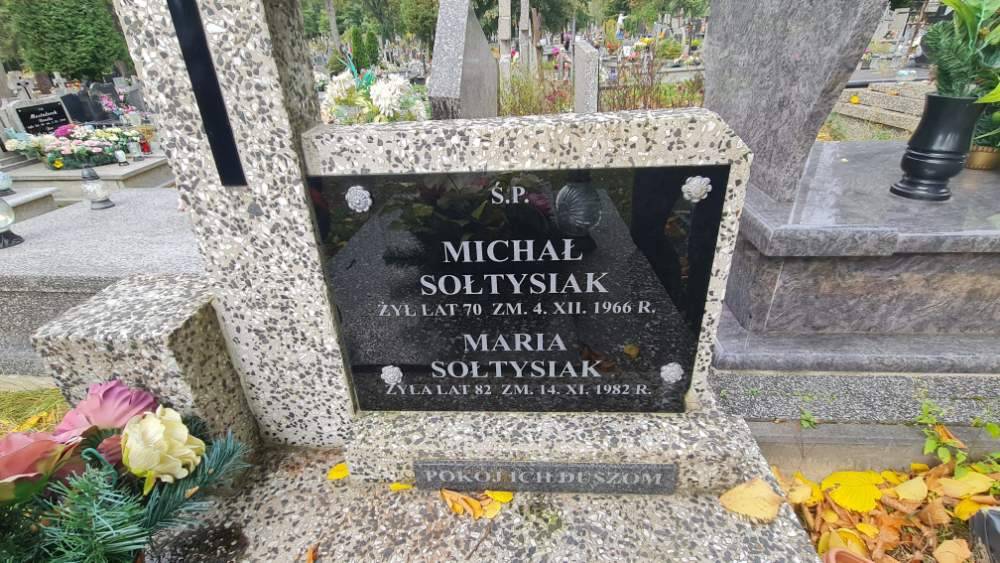 Ś.P.
MICHAŁ
SOŁTYSIAK
ŻYŁ LAT 70 ZM. 4. XII. 1966 R.
MARIA
SOŁTYSIAK
ŻYŁA LAT 82 ZM. 14. XI. 1982 R.
POKÓJ ICH DUSZOM